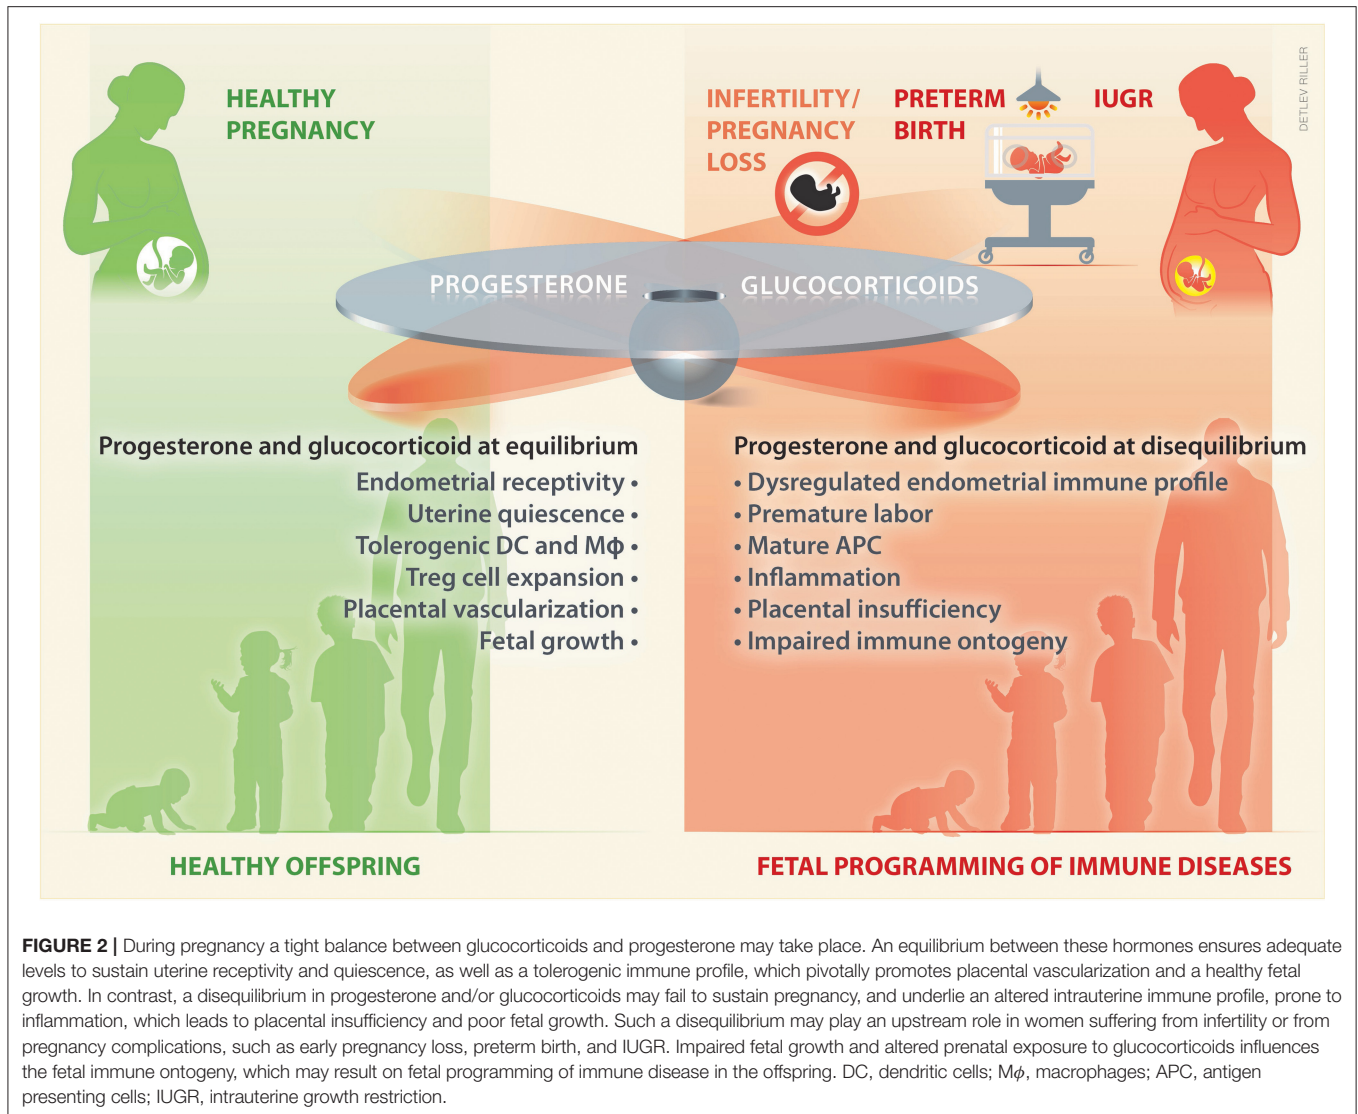 HEALTHY
PREGNANCY
INFERTILITY/
PREGNANCY
LOSS
PRETERM
BIRTH
IUGR
DETLEV RILLER
PROGESTERONE
GLUCOCORTICOIDS
Progesterone and glucocorticoid at equilibrium
Endometrial receptivity •
Uterine quiescence •
Tolerogenic DC and Mϕ •
Treg cell expansion •
Placental vascularization •
Fetal growth •
Progesterone and glucocorticoid at disequilibrium
• Dysregulated endometrial immune profile
• Premature labor
• Mature APC
• Inflammation
• Placental insufficiency
• Impaired immune ontogeny
HEALTHY OFFSPRING
FETAL PROGRAMMING OF IMMUNE DISEASES
FIGURE 2 | During pregnancy a tight balance between glucocorticoids and progesterone may take place. An equilibrium between these hormones ensures adequate
levels to sustain uterine receptivity and quiescence, as well as a tolerogenic immune profile, which pivotally promotes placental vascularization and a healthy fetal
growth. In contrast, a disequilibrium in progesterone and/or glucocorticoids may fail to sustain pregnancy, and underlie an altered intrauterine immune profile, prone to
inflammation, which leads to placental insufficiency and poor fetal growth. Such a disequilibrium may play an upstream role in women suffering from infertility or from
pregnancy complications, such as early pregnancy loss, preterm birth, and IUGR. Impaired fetal growth and altered prenatal exposure to glucocorticoids influences
the fetal immune ontogeny, which may result on fetal programming of immune disease in the offspring. DC, dendritic cells; Mϕ, macrophages; APC, antigen
presenting cells; IUGR, intrauterine growth restriction.